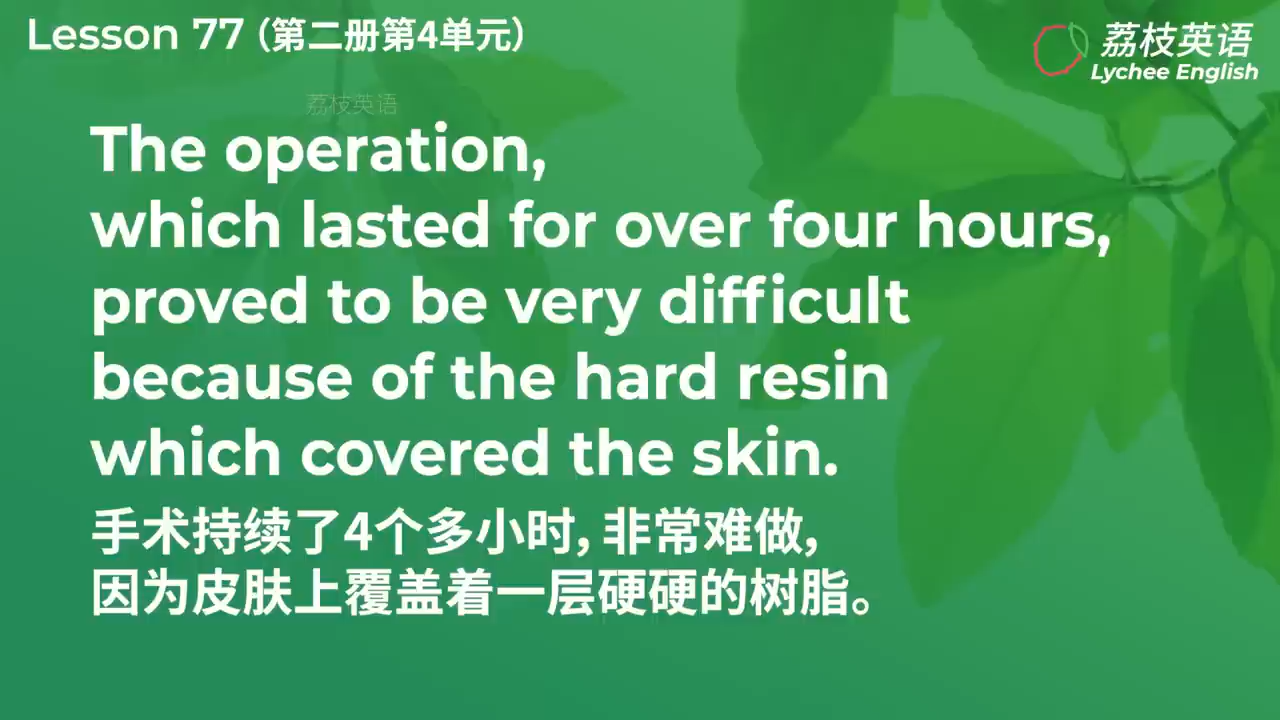 Lesson 77（第二册第4单元）
荔枝英语
Lychee English
荔枝英语
The operation,
which lasted for over four hours,
proved to be very difficult
because of the hard resin
which covered the skin.
手术持续了4个多小时, 非常难做,
因为皮肤上覆盖着一层硬硬的树脂。